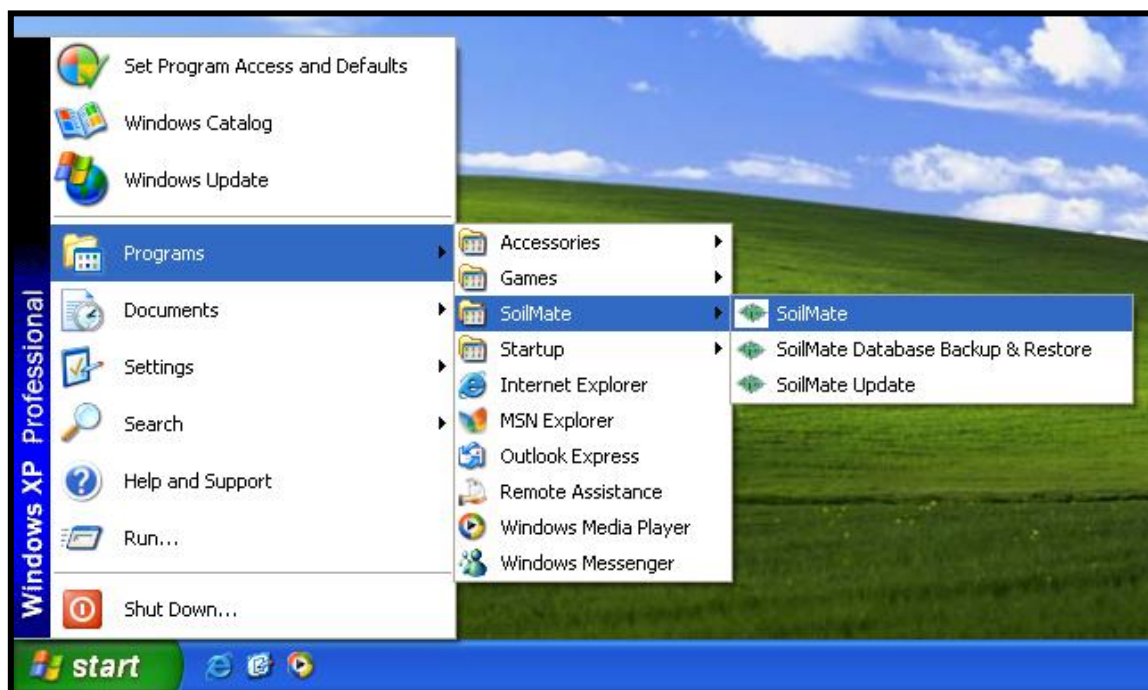 Set Program Access and Defaults
Windows Catalog
Windows Update
Programs
Documents
Settings
Search
Help and Support
Run...
Shut Down...
Windows XP Professional
Accessories
Games
SoilMate
Startup
Internet Explorer
MSN Explorer
Outlook Express
Remote Assistance
Windows Media Player
Windows Messenger
SoilMate
SoilMate Database Backup & Restore
SoilMate Update
start